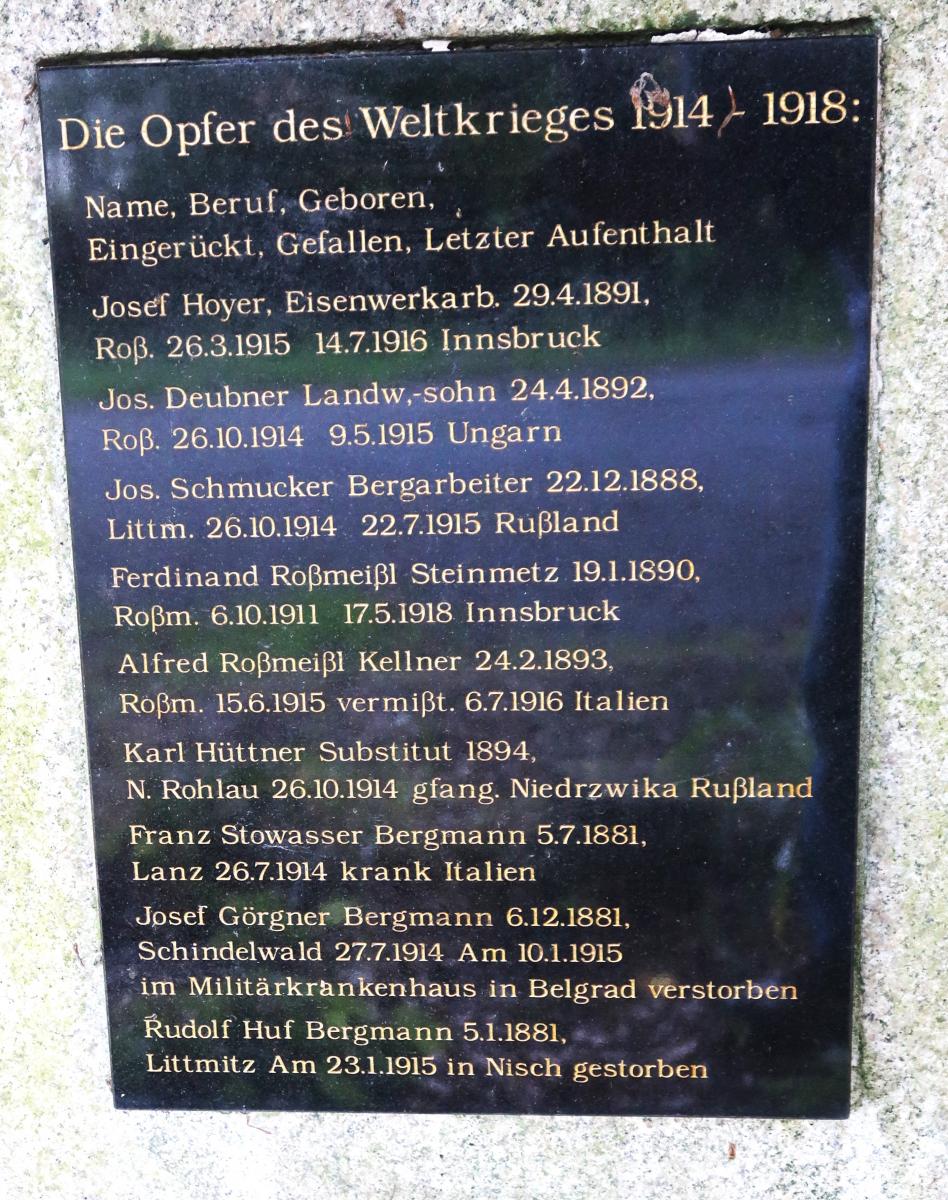 Die Opfer des Weltkrieges 1914 - 1918:
Name, Beruf, Geboren,
Eingerückt, Gefallen, Letzter Aufenthalt
Josef Hoyer, Eisenwerkarb. 29.4.1891,
Roß. 26.3.1915 14.7.1916 Innsbruck
Jos. Deubner Landw,-sohn 24.4.1892,
Roß. 26.10.1914 9.5.1915 Ungarn
Jos. Schmucker Bergarbeiter 22.12.1888,
Littm. 26.10.1914 22.7.1915 Rußland
Ferdinand Roßmeißl Steinmetz 19.1.1890,
Roßm. 6.10.1911 17.5.1918 Innsbruck
Alfred Roßmeißl Kellner 24.2.1893,
Roßm. 15.6.1915 vermißt. 6.7.1916 Italien
Karl Hüttner Substitut 1894,
N. Rohlau 26.10.1914 gfang. Niedrzwika Rußland
Franz Stowasser Bergmann 5.7.1881,
Lanz 26.7.1914 krank Italien
Josef Görgner Bergmann 6.12.1881,
Schindelwald 27.7.1914 Am 10.1.1915
im Militärkrankenhaus in Belgrad verstorben
Rudolf Huf Bergmann 5.1.1881,
Littmitz Am 23.1.1915 in Nisch gestorben